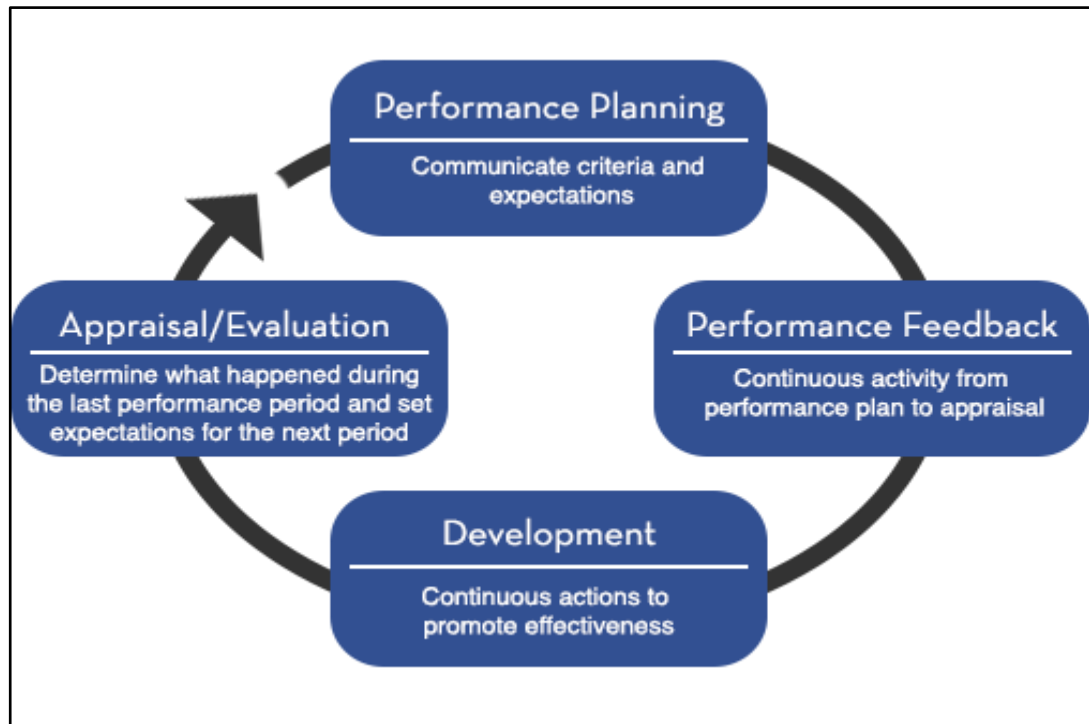 Performance Planning
Communicate criteria and
expectations
Performance Feedback
Continuous activity from
performance plan to appraisal
Development
Continuous actions to
promote effectiveness
Appraisal/Evaluation
Determine what happened during
the last performance period and set
expectations for the next period